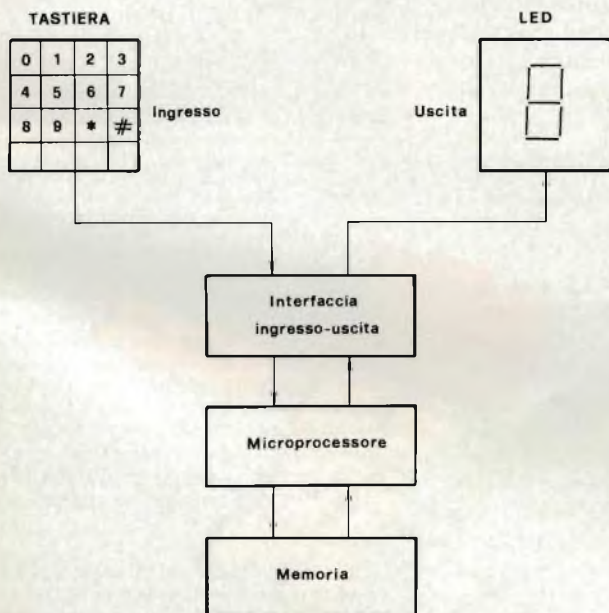 TASTIERA
LED
0 1 2 3
4 5 6 7
8 9 * #
Ingresso
Uscita
Interfaccia
ingresso-uscita
Microprocessore
Memoria